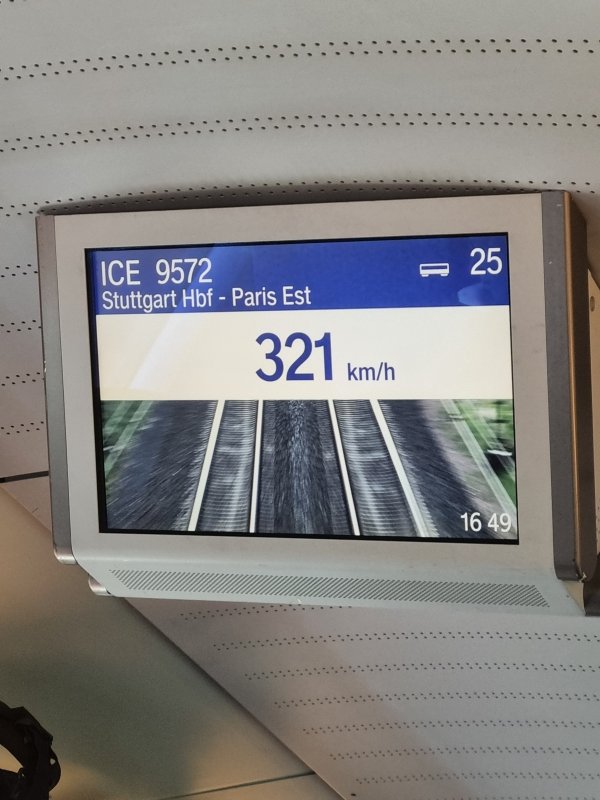 ICE 9572
25
Stuttgart Hbf - Paris Est
321 km/h
16 49